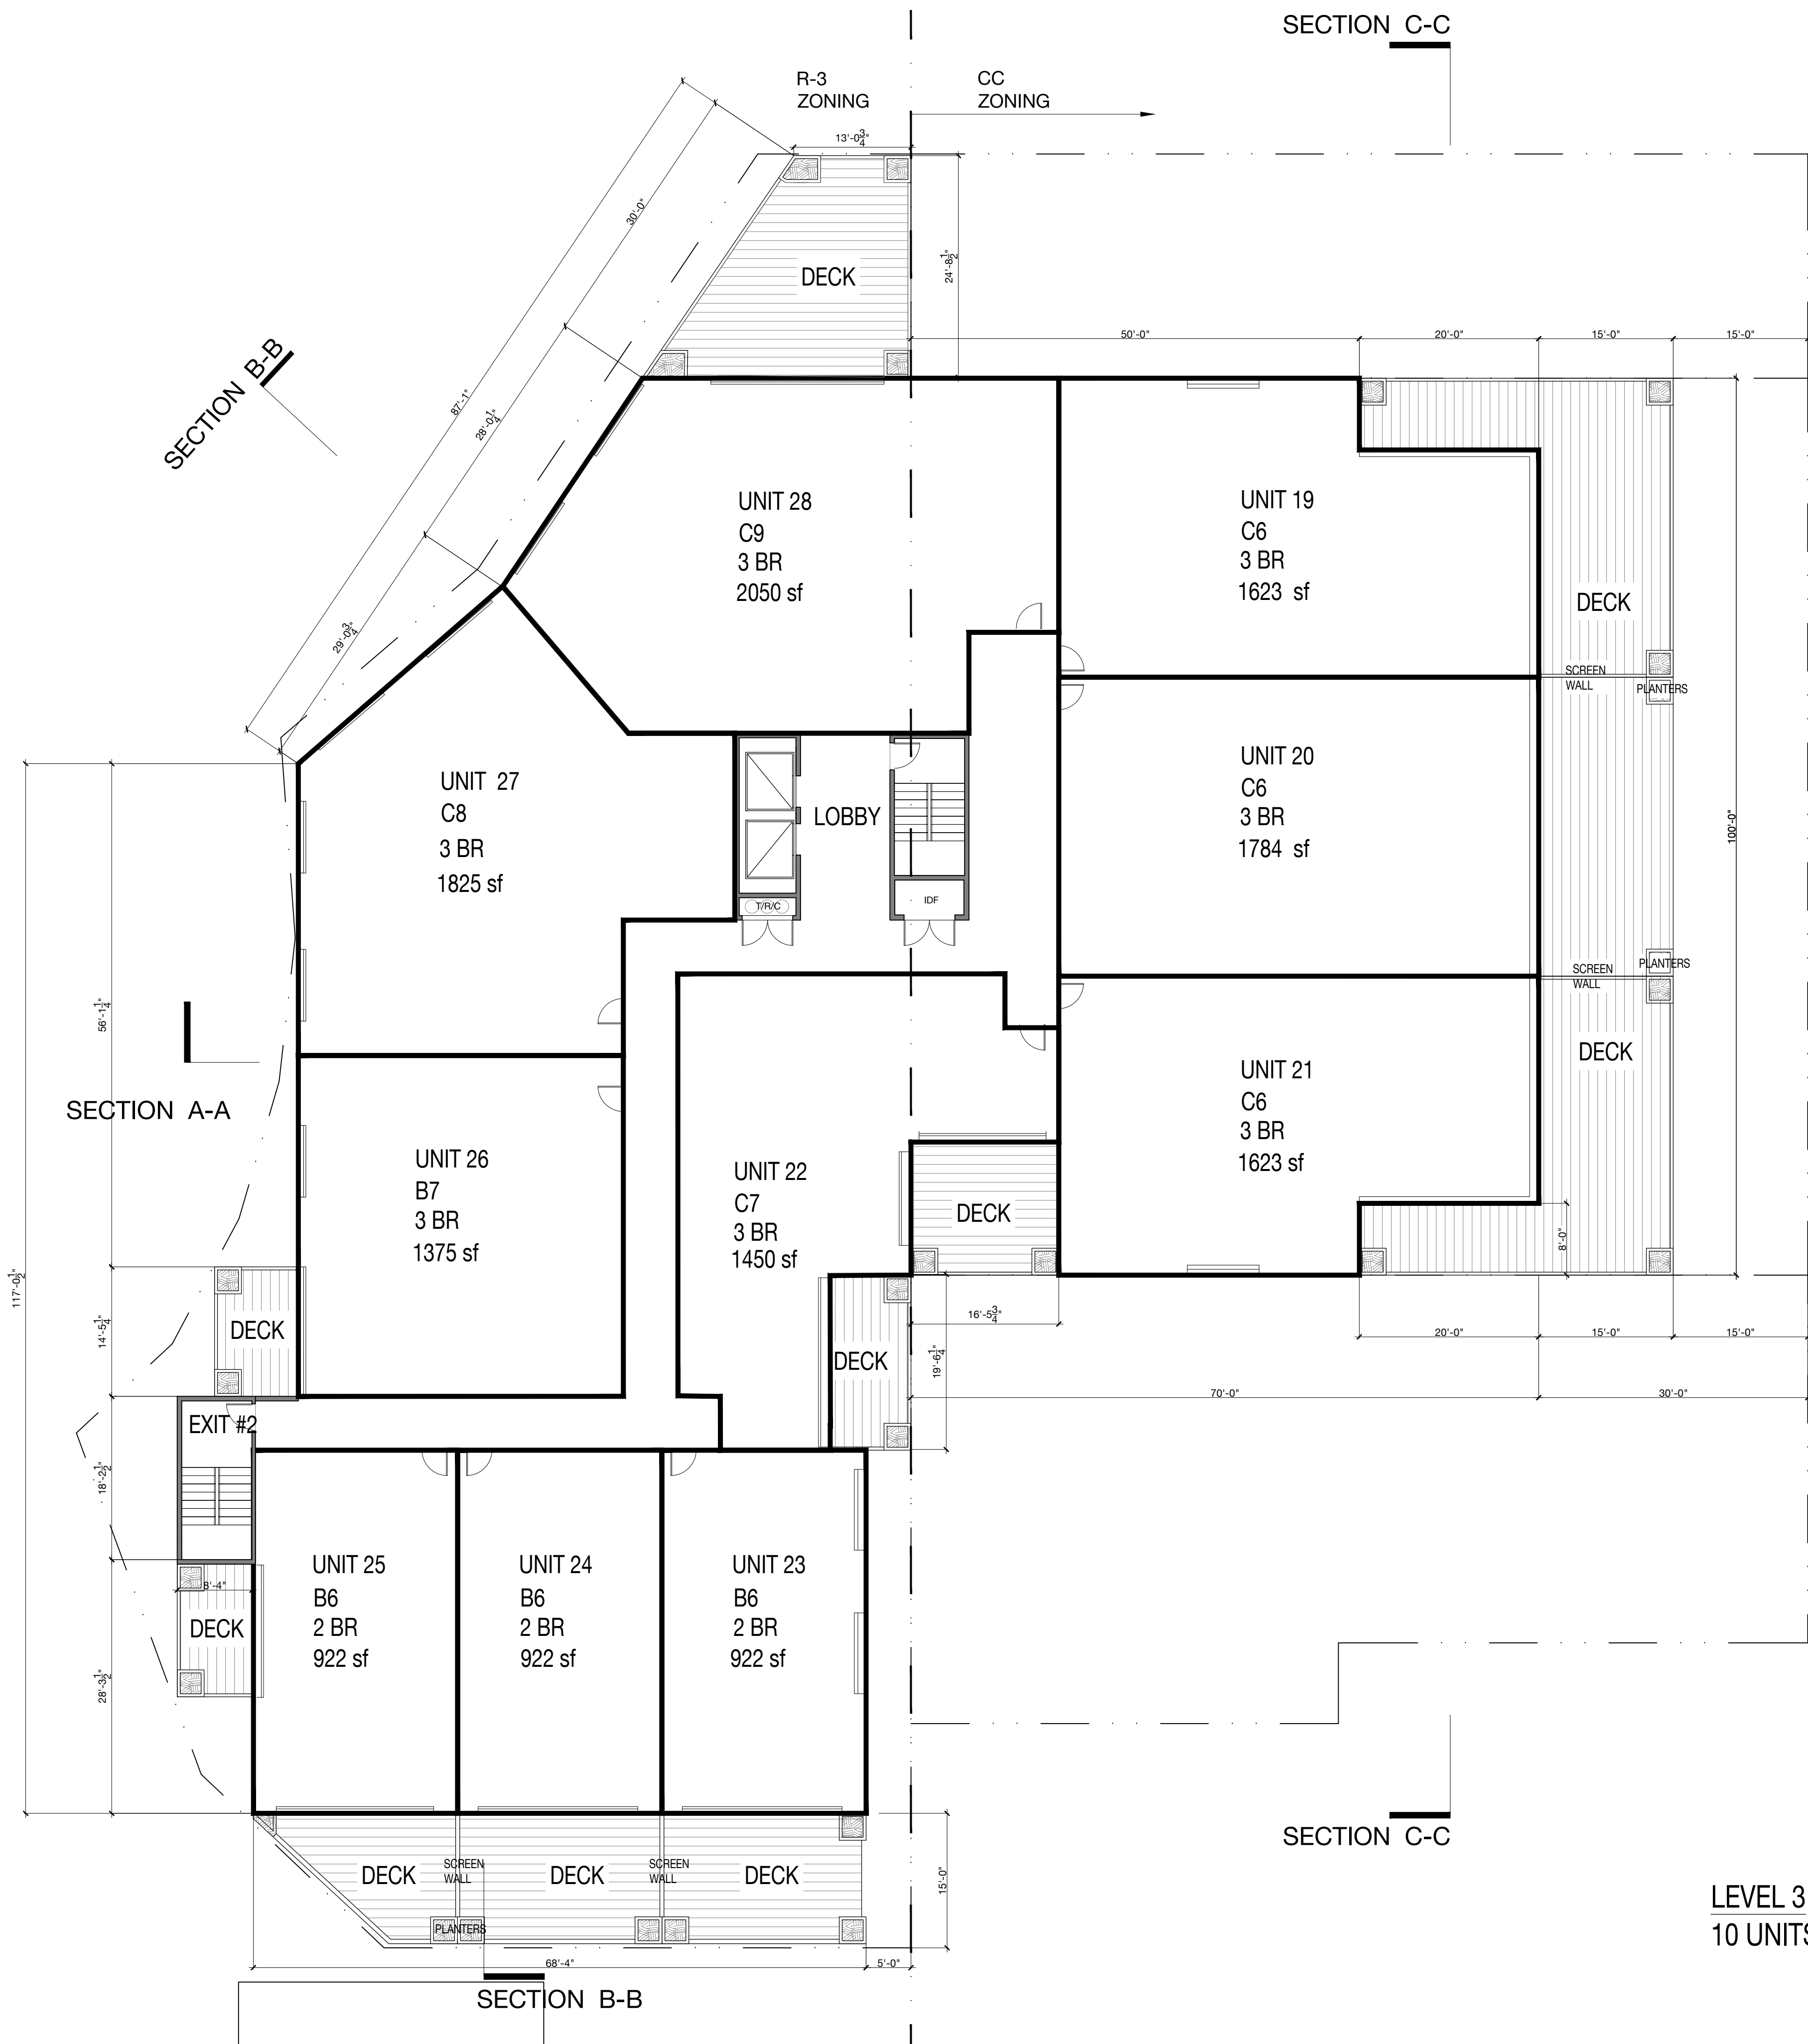 SECTION C-C
R-3
ZONING
CC
ZONING
13'-0 3/4"
30'-0"
DECK
24'-8 1/2"
50'-0"
20'-0"
15'-0"
15'-0"
SECTION B-B
87'-1"
28'-0 1/4"
UNIT 28
C9
3 BR
2050 sf
UNIT 19
C6
3 BR
1623 sf
DECK
29'-0 3/4"
SCREEN
WALL
PLANTERS
UNIT 27
C8
3 BR
1825 sf
LOBBY
T/R/C
IDF
UNIT 20
C6
3 BR
1784 sf
100'-0"
SCREEN
WALL
PLANTERS
56'-1 1/4"
SECTION A-A
DECK
UNIT 21
C6
3 BR
1623 sf
UNIT 26
B7
3 BR
1375 sf
UNIT 22
C7
3 BR
1450 sf
DECK
8'-0"
117'-0 1/2"
14'-5 1/4"
DECK
16'-5 3/4"
DECK
19'-6 1/4"
20'-0"
15'-0"
15'-0"
70'-0"
30'-0"
EXIT #2
18'-2 1/2"
UNIT 25
B6
2 BR
922 sf
UNIT 24
B6
2 BR
922 sf
UNIT 23
B6
2 BR
922 sf
8'-4"
DECK
28'-3 1/2"
SECTION C-C
DECK
SCREEN
WALL
DECK
SCREEN
WALL
DECK
15'-0"
PLANTERS
68'-4"
5'-0"
SECTION B-B
LEVEL 3
10 UNITS